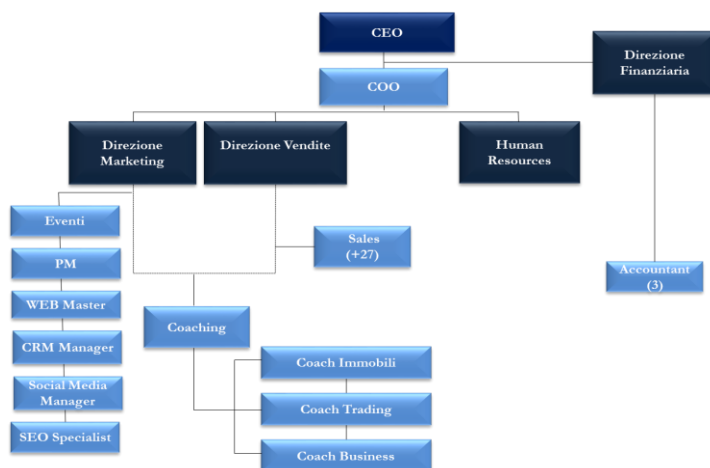 CEO
Direzione
Finanziaria
COO
Direzione
Marketing
Direzione Vendite
Human
Resources
Eventi
Sales
(+27)
PM
Accountant
(3)
WEB Master
Coaching
CRM Manager
Coach Immobili
Social Media
Manager
Coach Trading
SEO Specialist
Coach Business